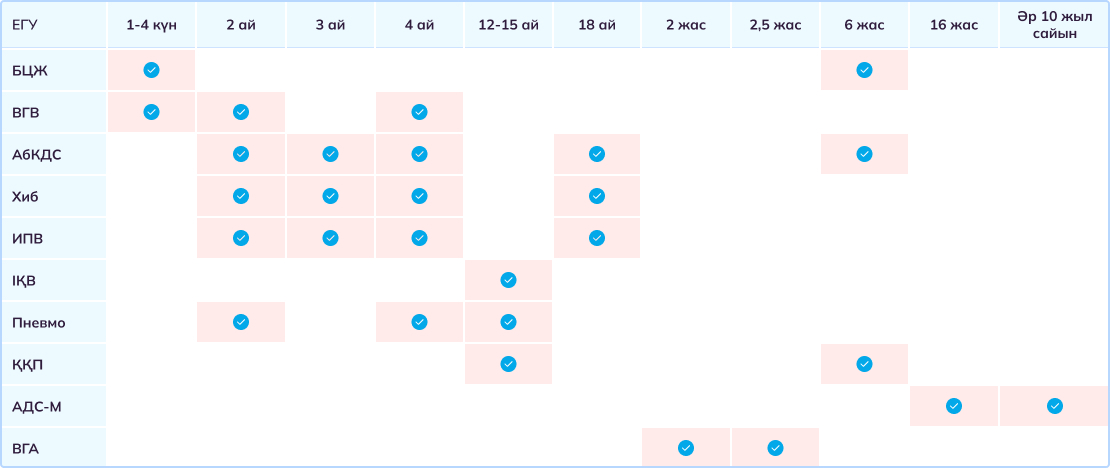 ЕГУ 1-4 күн 2 ай 3 ай 4 ай 12-15 ай 18 ай 2 жас 2,5 жас 6 жас 16 жас Әр 10 жыл
сайын
БЦЖ
ВГВ
АбКДС
Хиб
ИПВ
ІҚВ
Пневмо
ҚҚП
АДС-М
ВГА